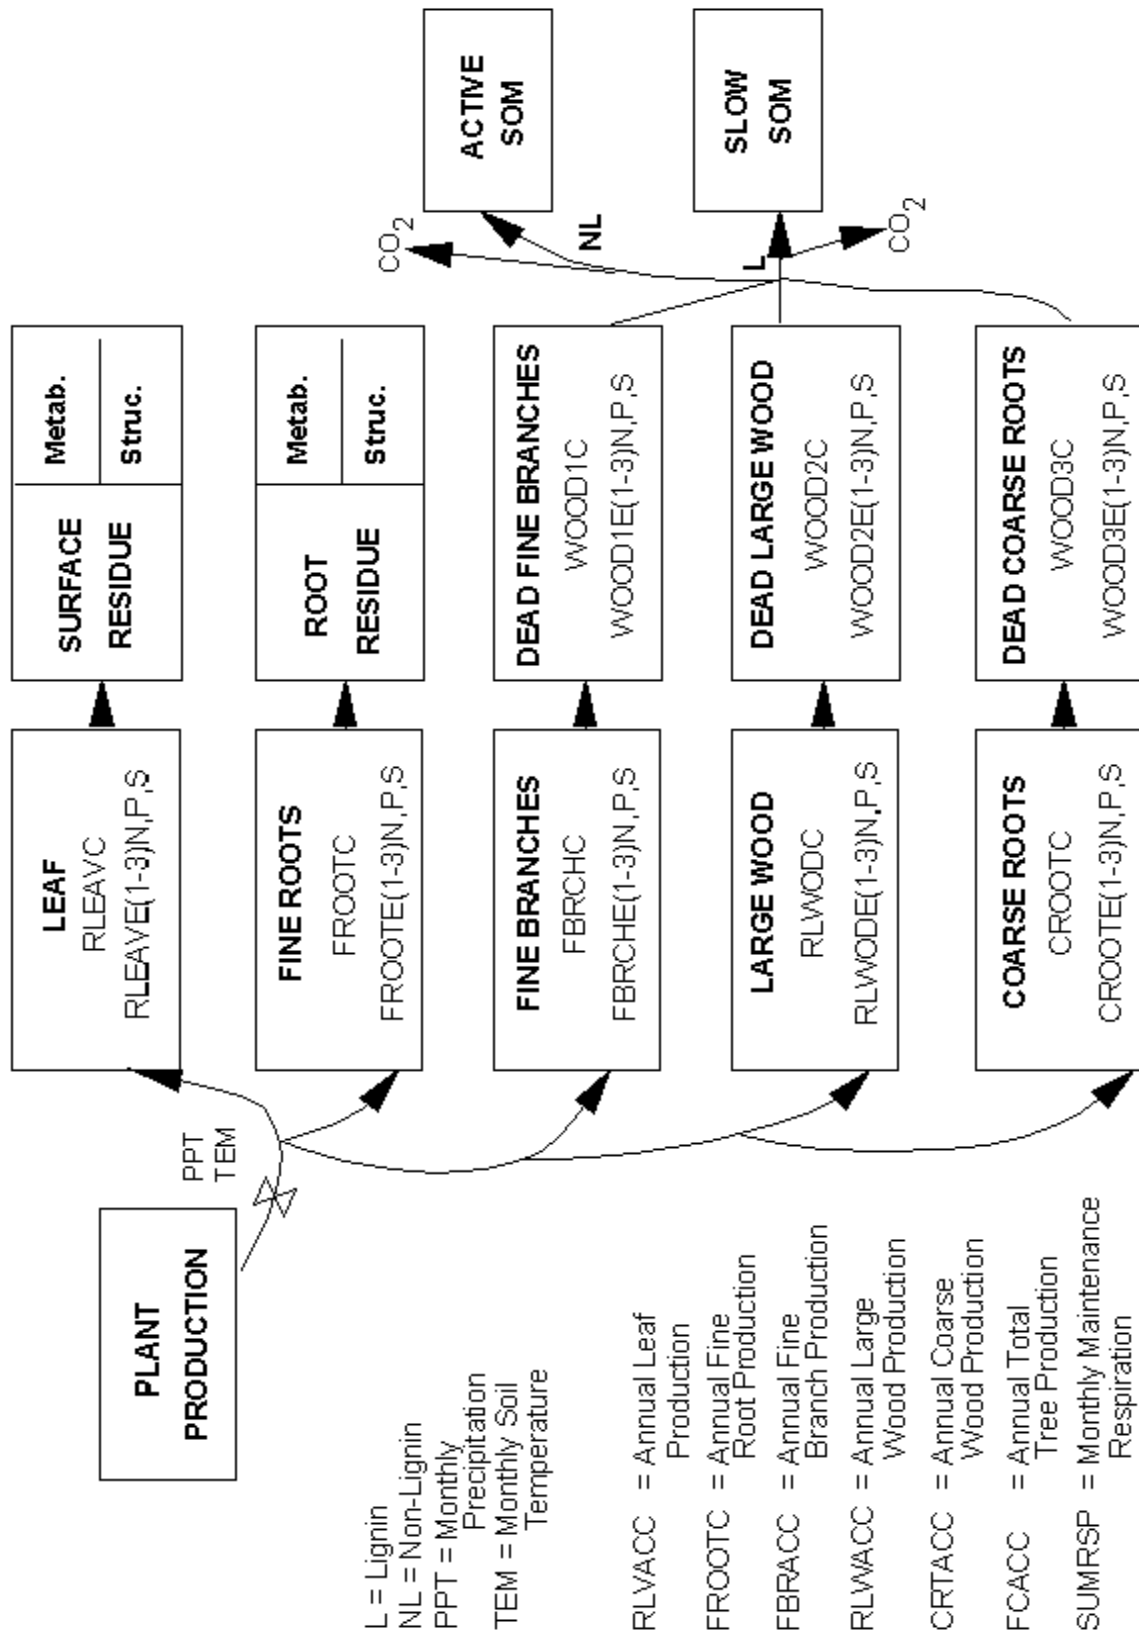 PLANT
PRODUCTION
PPT
TEM
LEAF
RLEAVC
RLEAVE(1-3)N,P,S
SURFACE
RESIDUE
Metab.
Struc.
FINE ROOTS
FROOTC
FROOTE(1-3)N,P,S
ROOT
RESIDUE
Metab.
Struc.
FINE BRANCHES
FBRCHC
FBRCHE(1-3)N,P,S
DEAD FINE BRANCHES
WOOD1C
WOOD1E(1-3)N,P,S
LARGE WOOD
RLWODC
RLWODE(1-3)N,P,S
DEAD LARGE WOOD
WOOD2C
WOOD2E(1-3)N,P,S
COARSE ROOTS
CROOTC
CROOTE(1-3)N,P,S
DEAD COARSE ROOTS
WOOD3C
WOOD3E(1-3)N,P,S
CO2
NL
ACTIVE
SOM
L
SLOW
SOM
CO2
L = Lignin
NL = Non-Lignin
PPT = Monthly
Precipitation
TEM = Monthly Soil
Temperature
RLVACC = Annual Leaf
Production
FROOTC = Annual Fine
Root Production
FBRACC = Annual Fine
Branch Production
RLWACC = Annual Large
Wood Production
CRTACC = Annual Coarse
Wood Production
FCACC = Annual Total
Tree Production
SUMRSP = Monthly Maintenance
Respiration